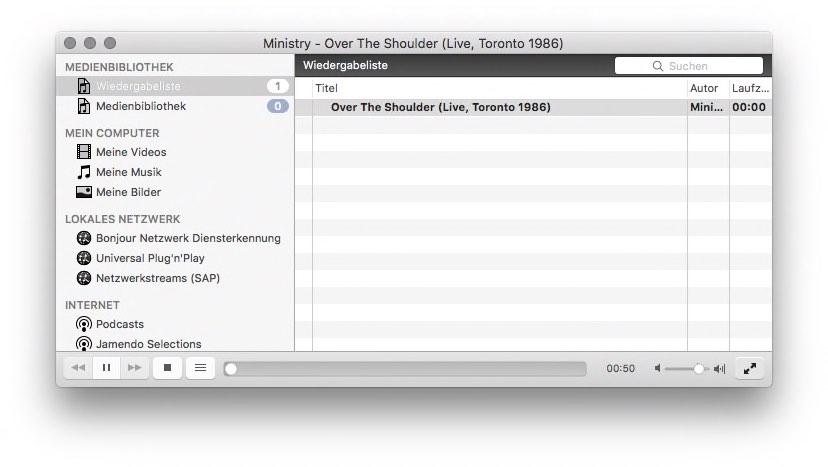 Ministry - Over The Shoulder (Live, Toronto 1986)
MEDIENBIBLIOTHEK
Wiedergabeliste 1
Medienbibliothek 0
MEIN COMPUTER
Meine Videos
Meine Musik
Meine Bilder
LOKALES NETZWERK
Bonjour Netzwerk Diensterkennung
Universal Plug'n'Play
Netzwerkstreams (SAP)
INTERNET
Podcasts
Jamendo Selections
Wiedergabeliste Suchen
Titel Autor Laufz...
Over The Shoulder (Live, Toronto 1986) Mini... 00:00
00:50